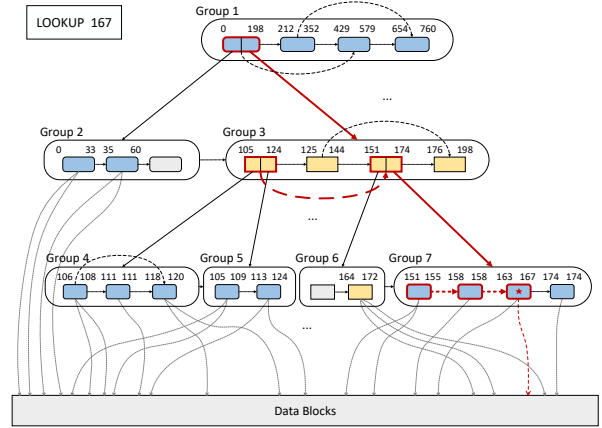 LOOKUP 167
Group 1
0 198 212 352 429 579 654 760
...
Group 2
0 33 35 60
Group 3
105 124 125 144 151 174 176 198
...
Group 4
106 108 111 111 118 120
Group 5
105 109 113 124
Group 6
164 172
Group 7
151 155 158 158 163 167 174 174
...
Data Blocks